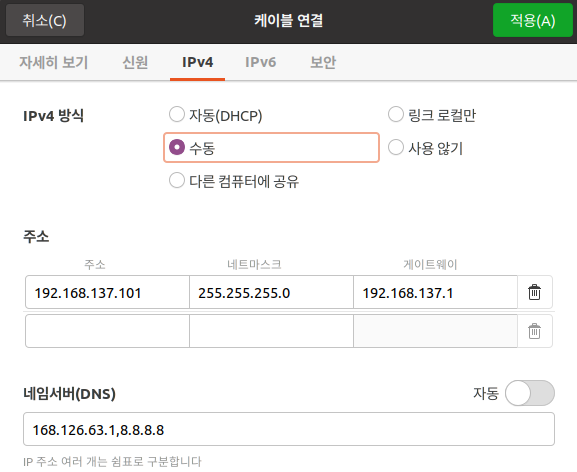 취소(C) 케이블 연결 적용(A)
자세히 보기 신원 IPv4 IPv6 보안
IPv4 방식 자동(DHCP) 링크 로컬만
수동 사용 않기
다른 컴퓨터에 공유
주소
주소 네트마스크 게이트웨이
192.168.137.101 255.255.255.0 192.168.137.1
네임서버(DNS) 자동
168.126.63.1,8.8.8.8
IP 주소 여러 개는 쉼표로 구분합니다